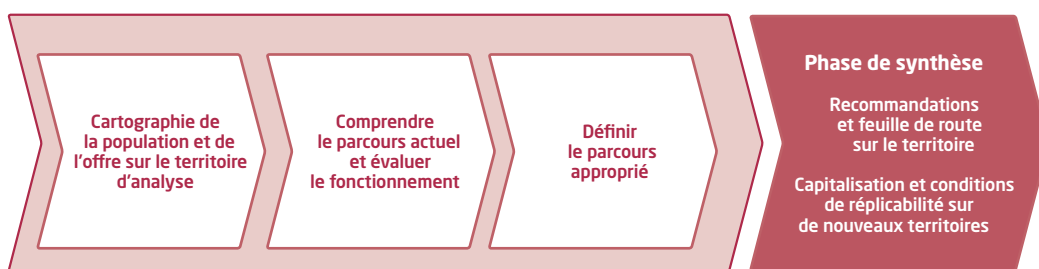 Cartographie de
la population et de
l'offre sur le territoire
d'analyse
Comprendre
le parcours actuel
et évaluer
le fonctionnement
Définir
le parcours
approprié
Phase de synthèse
Recommandations
et feuille de route
sur le territoire
Capitalisation et conditions
de réplicabilité sur
de nouveaux territoires